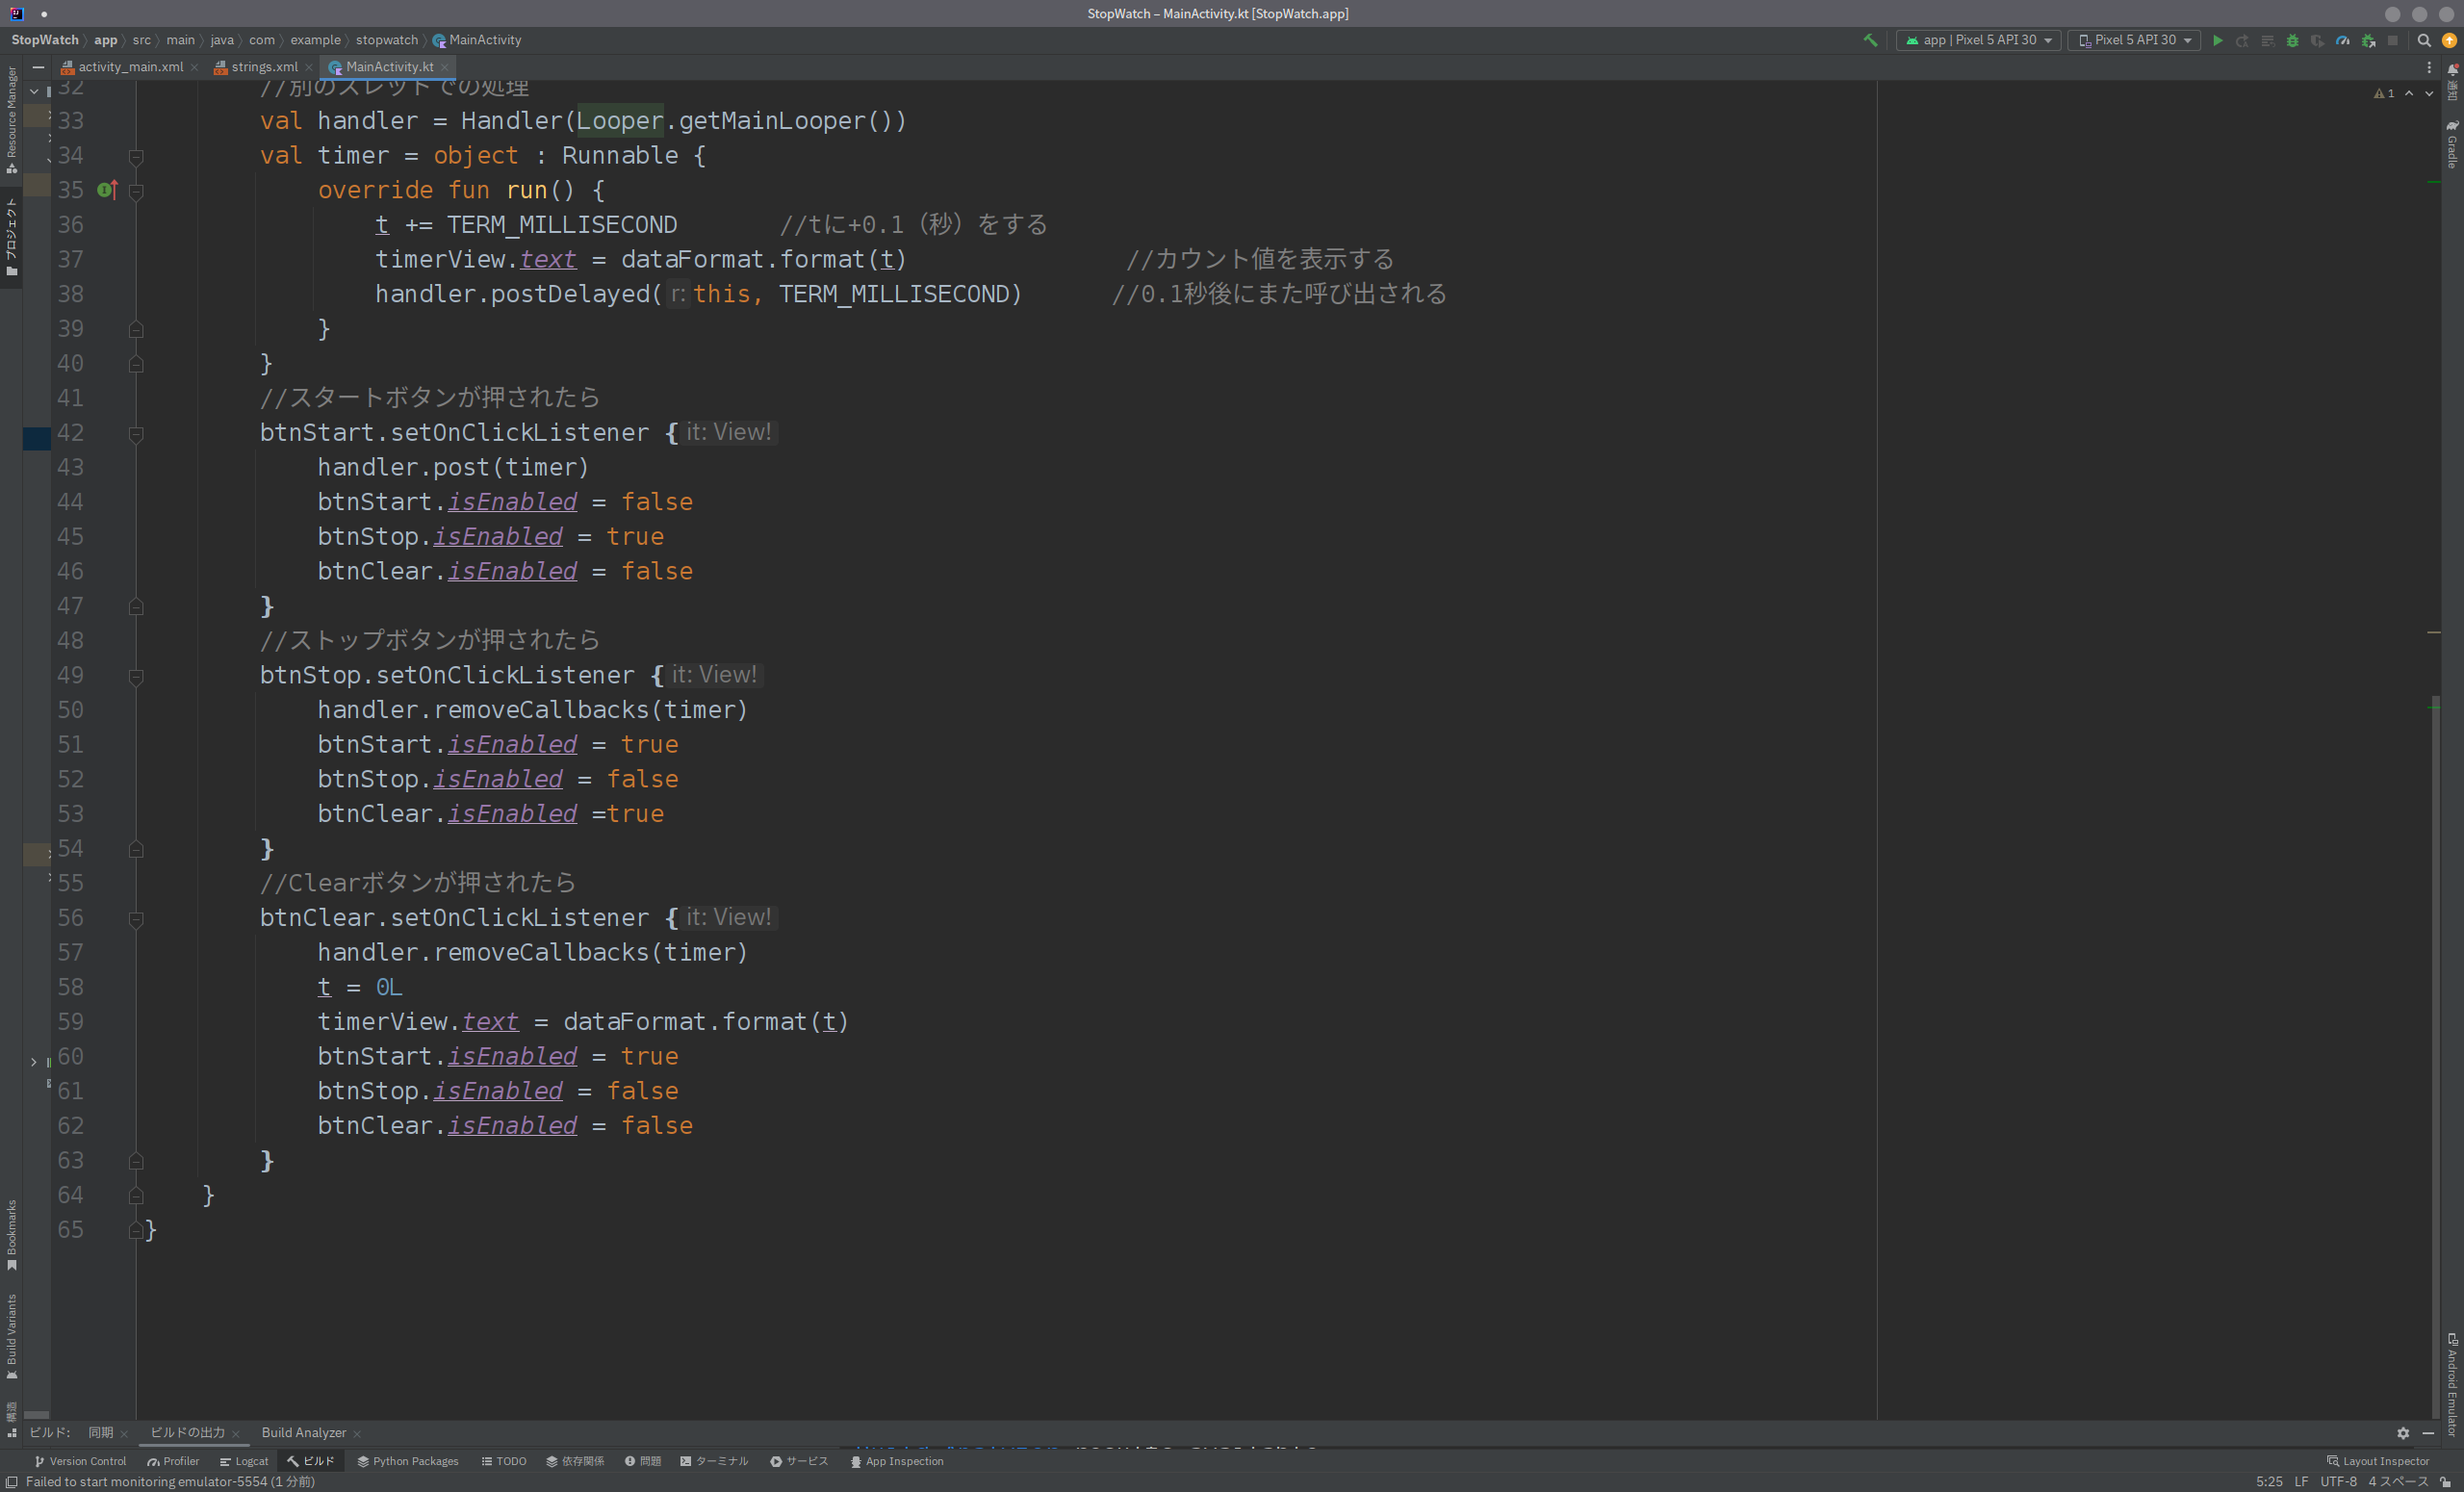 StopWatch – MainActivity.kt [StopWatch.app]
StopWatch 〉 app 〉 src 〉 main 〉 java 〉 com 〉 example 〉 stopwatch 〉 MainActivity
app | Pixel 5 API 30
Pixel 5 API 30
activity_main.xml
strings.xml
MainActivity.kt
Resource Manager
プロジェクト
Bookmarks
Build Variants
構造
通知
Gradle
Android Emulator
1
32 //別のスレットでの処理
33 val handler = Handler(Looper.getMainLooper())
34 val timer = object : Runnable {
35 override fun run() {
36 t += TERM_MILLISECOND //tに+0.1（秒）をする
37 timerView.text = dataFormat.format(t) //カウント値を表示する
38 handler.postDelayed( r: this, TERM_MILLISECOND) //0.1秒後にまた呼び出される
39 }
40 }
41 //スタートボタンが押されたら
42 btnStart.setOnClickListener { it: View!
43 handler.post(timer)
44 btnStart.isEnabled = false
45 btnStop.isEnabled = true
46 btnClear.isEnabled = false
47 }
48 //ストップボタンが押されたら
49 btnStop.setOnClickListener { it: View!
50 handler.removeCallbacks(timer)
51 btnStart.isEnabled = true
52 btnStop.isEnabled = false
53 btnClear.isEnabled =true
54 }
55 //Clearボタンが押されたら
56 btnClear.setOnClickListener { it: View!
57 handler.removeCallbacks(timer)
58 t = 0L
59 timerView.text = dataFormat.format(t)
60 btnStart.isEnabled = true
61 btnStop.isEnabled = false
62 btnClear.isEnabled = false
63 }
64 }
65 }
ビルド: 同期 ビルドの出力 Build Analyzer
Version Control Profiler Logcat ビルド Python Packages TODO 依存関係 問題 ターミナル サービス App Inspection Layout Inspector
Failed to start monitoring emulator-5554 (1 分前) 5:25 LF UTF-8 4 スペース